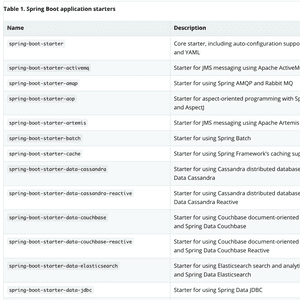 Table 1. Spring Boot application starters
Name Description
spring-boot-starter Core starter, including auto-configuration suppo
and YAML
spring-boot-starter-activemq Starter for JMS messaging using Apache ActiveM
spring-boot-starter-amqp Starter for using Spring AMQP and Rabbit MQ
spring-boot-starter-aop Starter for aspect-oriented programming with Sp
and AspectJ
spring-boot-starter-artemis Starter for JMS messaging using Apache Artemis
spring-boot-starter-batch Starter for using Spring Batch
spring-boot-starter-cache Starter for using Spring Framework's caching sup
spring-boot-starter-data-cassandra Starter for using Cassandra distributed database
Data Cassandra
spring-boot-starter-data-cassandra-reactive Starter for using Cassandra distributed database
Data Cassandra Reactive
spring-boot-starter-data-couchbase Starter for using Couchbase document-oriented
and Spring Data Couchbase
spring-boot-starter-data-couchbase-reactive Starter for using Couchbase document-oriented
and Spring Data Couchbase Reactive
spring-boot-starter-data-elasticsearch Starter for using Elasticsearch search and analyt
and Spring Data Elasticsearch
spring-boot-starter-data-jdbc Starter for using Spring Data JDBC